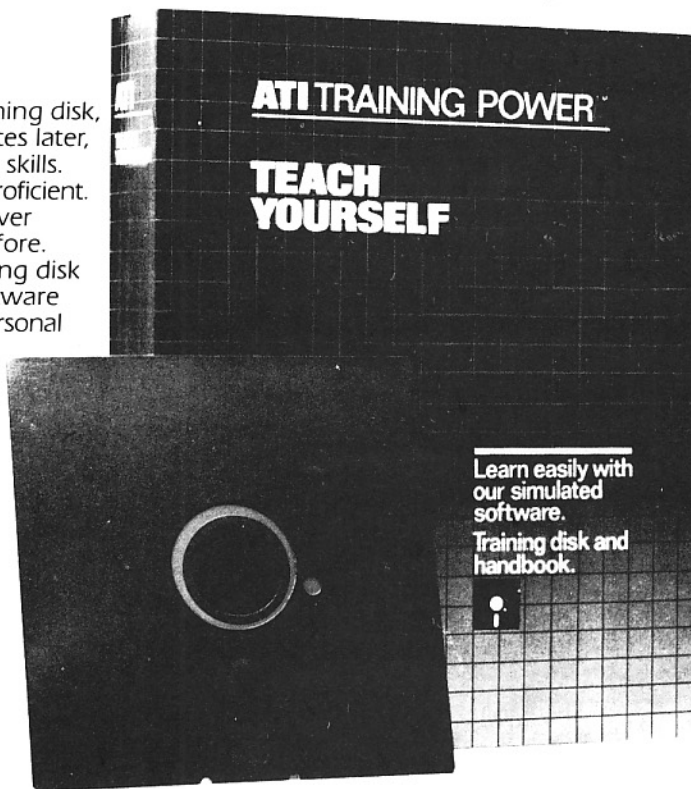 ning disk,
tes later,
skills.
roficient.
ver
fore.
ng disk
ware
rsonal
ATI TRAINING POWER™
TEACH
YOURSELF
Learn easily with
our simulated
software.
Training disk and
handbook.